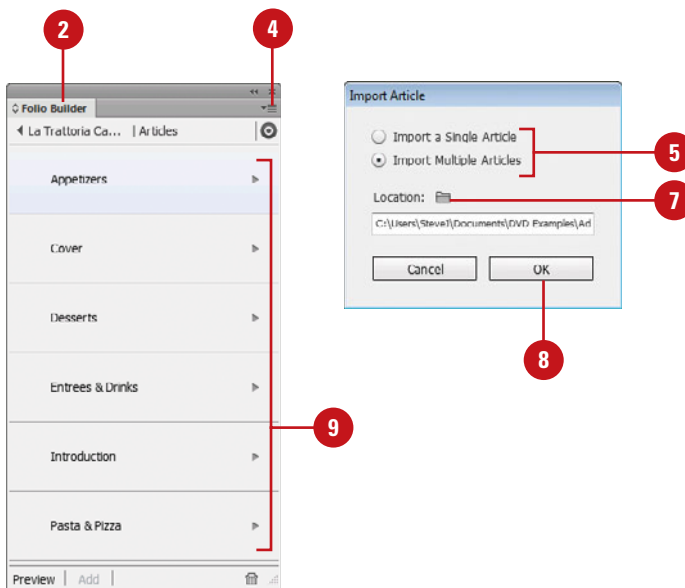 2
4
Folio Builder
La Trattoria Ca... | Articles
Appetizers
Cover
Desserts
Entrees & Drinks
Introduction
Pasta & Pizza
Preview | Add |
9
Import Article
Import a Single Article
Import Multiple Articles
5
Location:
7
C:\Users\SteveJ\Documents\DVD Examples\Ad
Cancel
OK
8